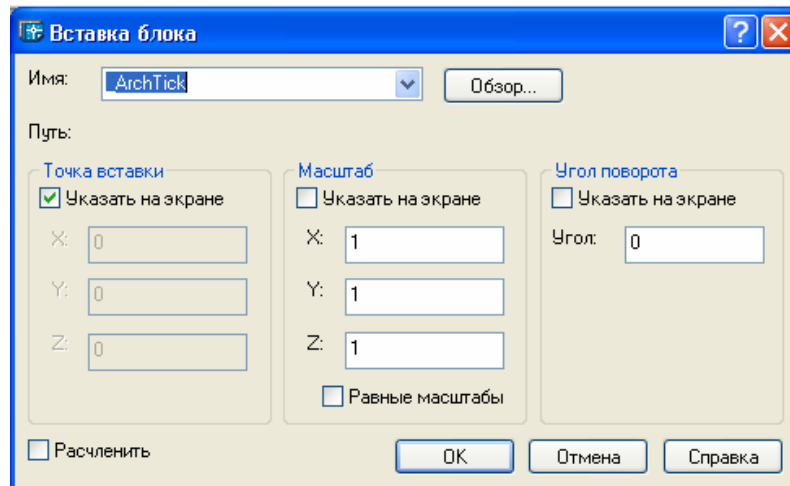 Вставка блока
Имя: _ArchTick Обзор...
Путь:
Точка вставки Масштаб Угол поворота
Указать на экране Указать на экране Указать на экране
X: 0 X: 1 Угол: 0
Y: 0 Y: 1
Z: 0 Z: 1
Равные масштабы
Расчленить OK Отмена Справка